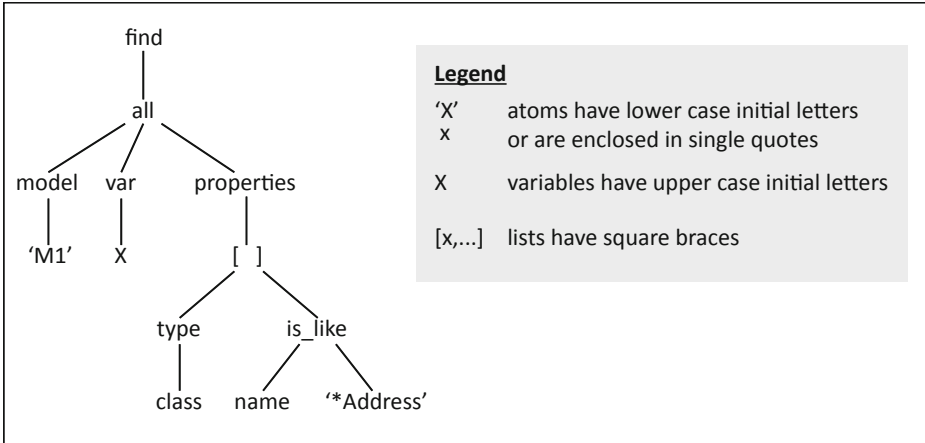 find
all
model var properties
‘M1’ X [ ]
type is_like
class name ‘*Address’
Legend
‘X’ atoms have lower case initial letters
x or are enclosed in single quotes
X variables have upper case initial letters
[x,...] lists have square braces